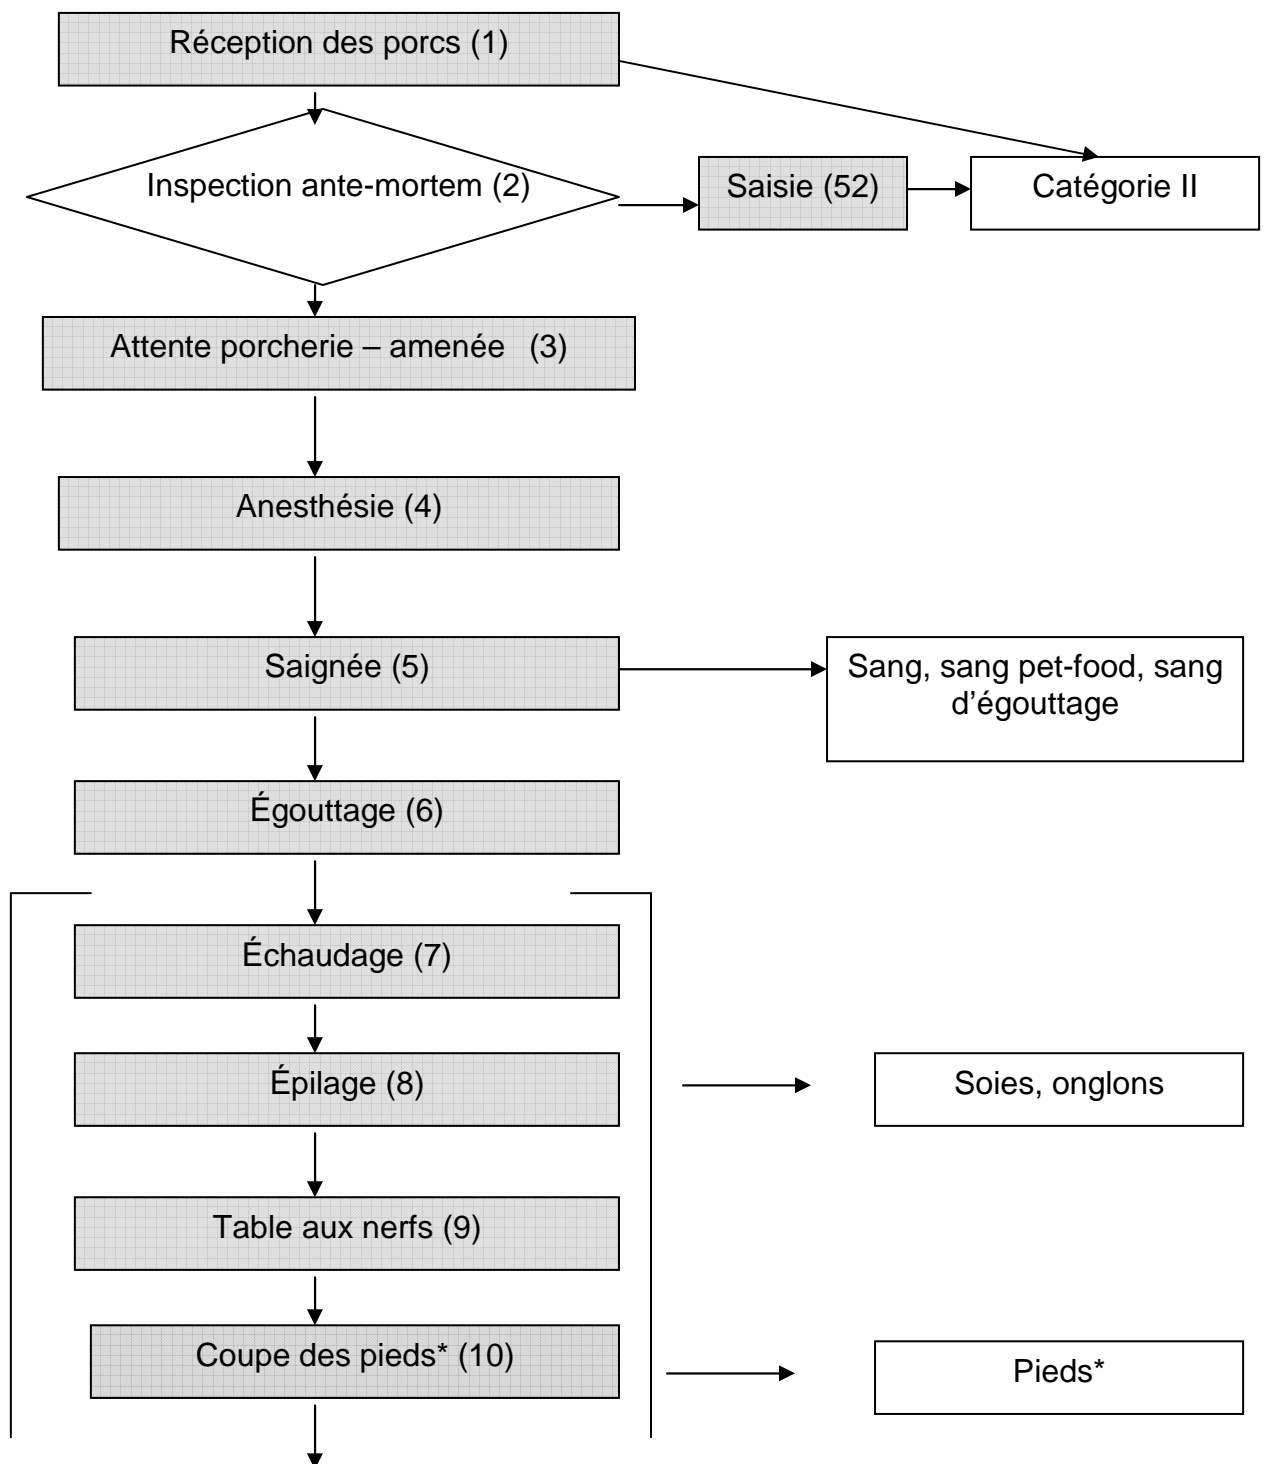 Réception des porcs (1)
Inspection ante-mortem (2)
Saisie (52)
Catégorie II
Attente porcherie – amenée (3)
Anesthésie (4)
Saignée (5)
Sang, sang pet-food, sang
d’égouttage
Égouttage (6)
Échaudage (7)
Épilage (8)
Soies, onglons
Table aux nerfs (9)
Coupe des pieds* (10)
Pieds*